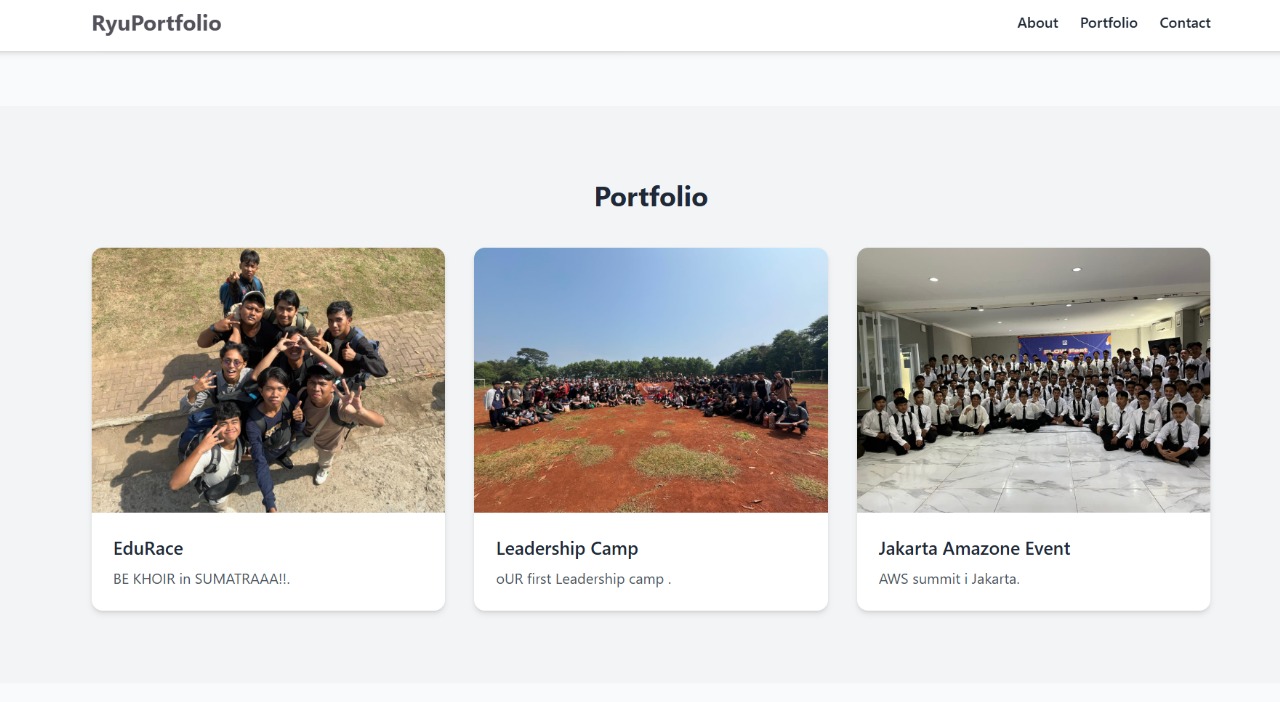 RyuPortfolio
About Portfolio Contact
Portfolio
EduRace
BE KHOIR in SUMATRAAA!!.
Leadership Camp
oUR first Leadership camp .
Jakarta Amazone Event
AWS summit i Jakarta.